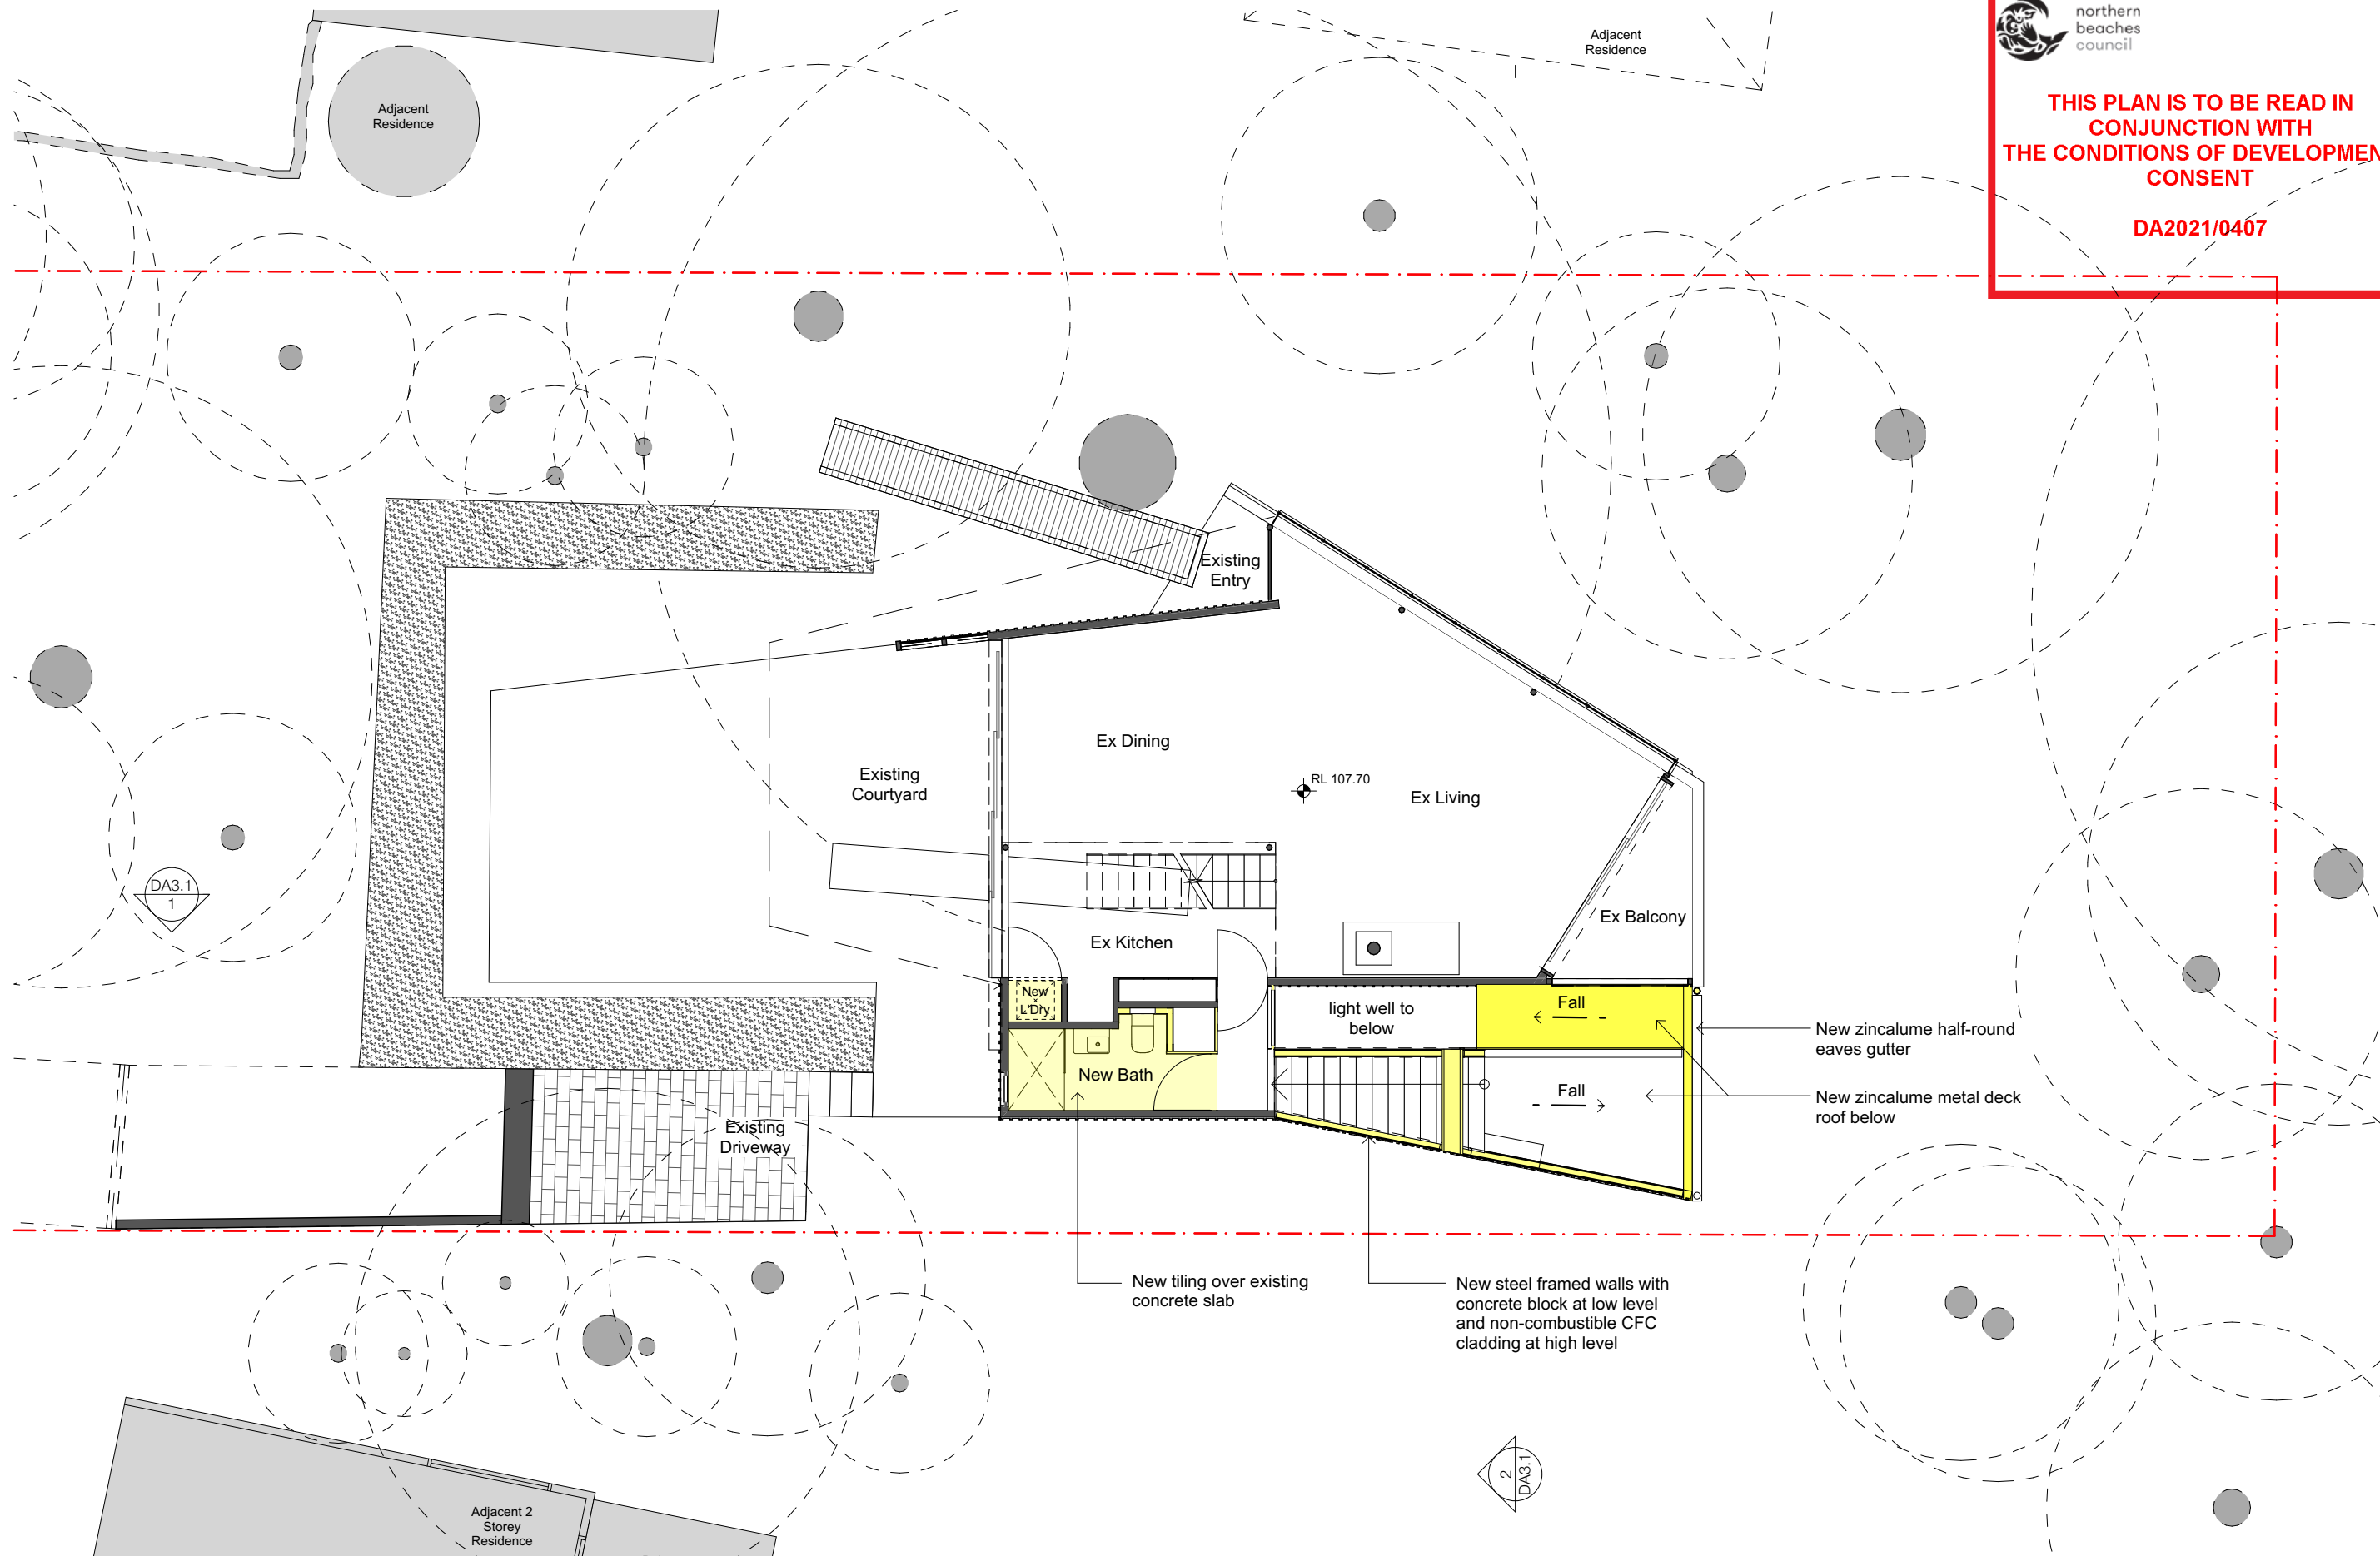 northern
beaches
council
THIS PLAN IS TO BE READ IN
CONJUNCTION WITH
THE CONDITIONS OF DEVELOPMEN
CONSENT
DA2021/0407
Adjacent
Residence
Adjacent
Residence
Existing
Entry
Ex Dining
RL 107.70
Existing
Courtyard
Ex Living
DA3.1
1
Ex Balcony
Ex Kitchen
New
L'Dry
light well to
below
Fall
New zincalume half-round
eaves gutter
New Bath
Fall
New zincalume metal deck
roof below
Existing
Driveway
New tiling over existing
concrete slab
New steel framed walls with
concrete block at low level
and non-combustible CFC
cladding at high level
2
DA3.1
Adjacent 2
Storey
Residence